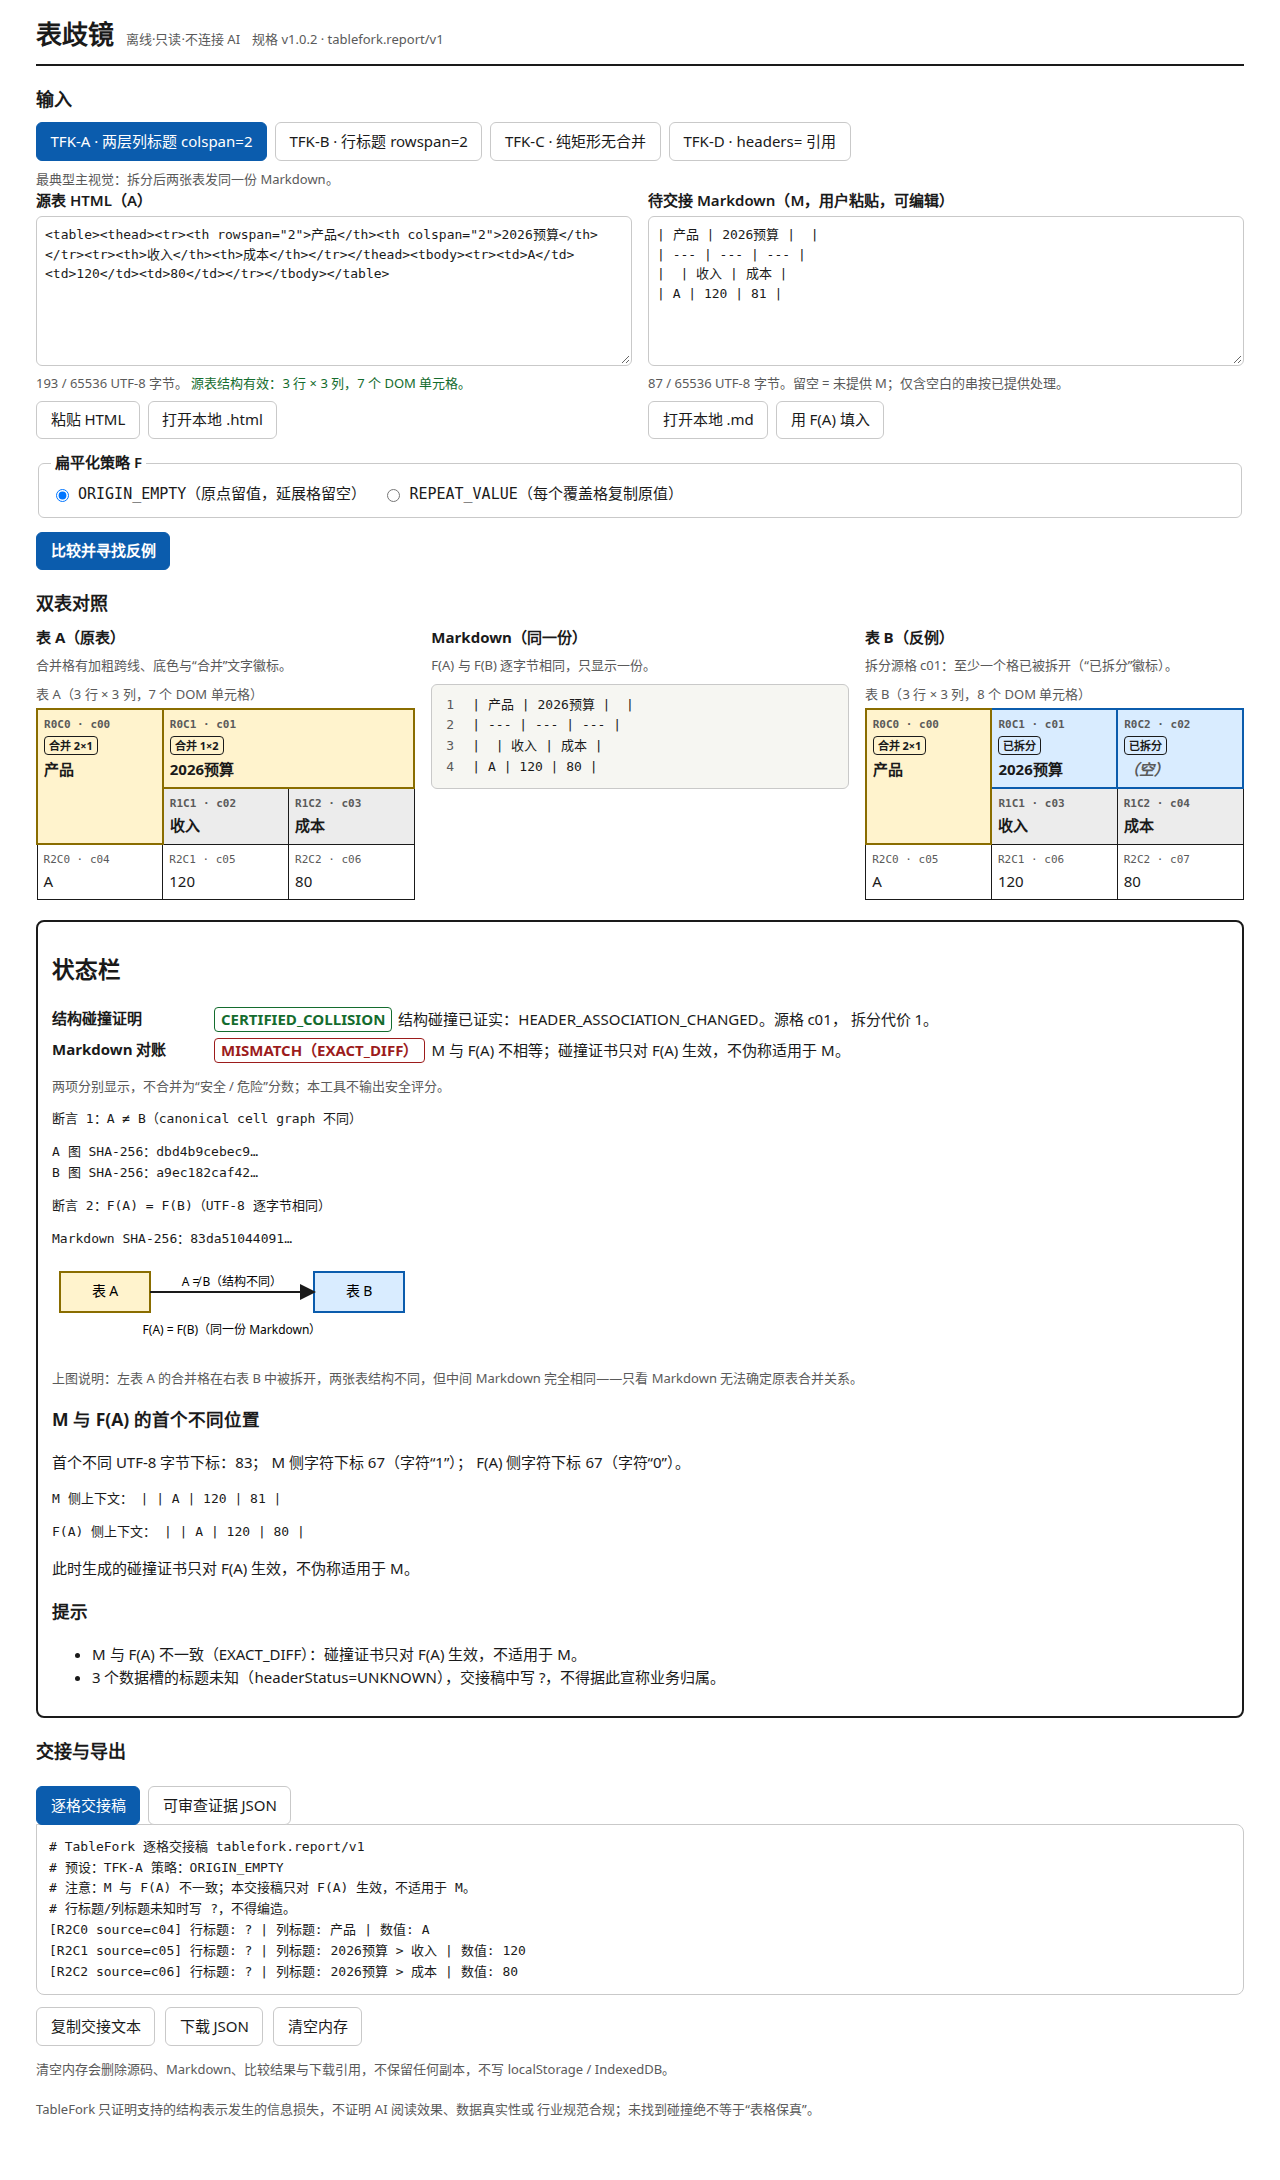 表歧镜 离线·只读·不连接 AI 规格 v1.0.2 · tablefork.report/v1
输入
TFK-A · 两层列标题 colspan=2
TFK-B · 行标题 rowspan=2
TFK-C · 纯矩形无合并
TFK-D · headers= 引用
最典型主视觉：拆分后两张表发同一份 Markdown。
源表 HTML（A）
<table><thead><tr><th rowspan="2">产品</th><th colspan="2">2026预算</th>
</tr><tr><th>收入</th><th>成本</th></tr></thead><tbody><tr><td>A</td>
<td>120</td><td>80</td></tr></tbody></table>
193 / 65536 UTF-8 字节。 源表结构有效：3 行 × 3 列，7 个 DOM 单元格。
粘贴 HTML
打开本地 .html
待交接 Markdown（M，用户粘贴，可编辑）
| 产品 | 2026预算 |  |
| --- | --- | --- |
|  | 收入 | 成本 |
| A | 120 | 81 |
87 / 65536 UTF-8 字节。留空 = 未提供 M；仅含空白的串按已提供处理。
打开本地 .md
用 F(A) 填入
扁平化策略 F
ORIGIN_EMPTY（原点留值，延展格留空）
REPEAT_VALUE（每个覆盖格复制原值）
比较并寻找反例
双表对照
表 A（原表）
合并格有加粗跨线、底色与“合并”文字徽标。
表 A（3 行 × 3 列，7 个 DOM 单元格）
R0C0 · c00
合并 2×1
产品
R0C1 · c01
合并 1×2
2026预算
R1C1 · c02
收入
R1C2 · c03
成本
R2C0 · c04
A
R2C1 · c05
120
R2C2 · c06
80
Markdown（同一份）
F(A) 与 F(B) 逐字节相同，只显示一份。
1 | 产品 | 2026预算 |  |
2 | --- | --- | --- |
3 |  | 收入 | 成本 |
4 | A | 120 | 80 |
表 B（反例）
拆分源格 c01：至少一个格已被拆开（“已拆分”徽标）。
表 B（3 行 × 3 列，8 个 DOM 单元格）
R0C0 · c00
合并 2×1
产品
R0C1 · c01
已拆分
2026预算
R0C2 · c02
已拆分
（空）
R1C1 · c03
收入
R1C2 · c04
成本
R2C0 · c05
A
R2C1 · c06
120
R2C2 · c07
80
状态栏
结构碰撞证明 CERTIFIED_COLLISION 结构碰撞已证实：HEADER_ASSOCIATION_CHANGED。源格 c01， 拆分代价 1。
Markdown 对账 MISMATCH（EXACT_DIFF） M 与 F(A) 不相等；碰撞证书只对 F(A) 生效，不伪称适用于 M。
两项分别显示，不合并为“安全 / 危险”分数；本工具不输出安全评分。
断言 1：A ≠ B（canonical cell graph 不同）
A 图 SHA-256：dbd4b9cebec9…
B 图 SHA-256：a9ec182caf42…
断言 2：F(A) = F(B)（UTF-8 逐字节相同）
Markdown SHA-256：83da51044091…
表 A
A ≠ B（结构不同）
表 B
F(A) = F(B)（同一份 Markdown）
上图说明：左表 A 的合并格在右表 B 中被拆开，两张表结构不同，但中间 Markdown 完全相同——只看 Markdown 无法确定原表合并关系。
M 与 F(A) 的首个不同位置
首个不同 UTF-8 字节下标：83； M 侧字符下标 67（字符“1”）； F(A) 侧字符下标 67（字符“0”）。
M 侧上下文： | | A | 120 | 81 |
F(A) 侧上下文： | | A | 120 | 80 |
此时生成的碰撞证书只对 F(A) 生效，不伪称适用于 M。
提示
• M 与 F(A) 不一致（EXACT_DIFF）：碰撞证书只对 F(A) 生效，不适用于 M。
• 3 个数据槽的标题未知（headerStatus=UNKNOWN），交接稿中写 ?，不得据此宣称业务归属。
交接与导出
逐格交接稿
可审查证据 JSON
# TableFork 逐格交接稿 tablefork.report/v1
# 预设：TFK-A 策略：ORIGIN_EMPTY
# 注意：M 与 F(A) 不一致；本交接稿只对 F(A) 生效，不适用于 M。
# 行标题/列标题未知时写 ?，不得编造。
[R2C0 source=c04] 行标题: ? | 列标题: 产品 | 数值: A
[R2C1 source=c05] 行标题: ? | 列标题: 2026预算 > 收入 | 数值: 120
[R2C2 source=c06] 行标题: ? | 列标题: 2026预算 > 成本 | 数值: 80
复制交接文本
下载 JSON
清空内存
清空内存会删除源码、Markdown、比较结果与下载引用，不保留任何副本，不写 localStorage / IndexedDB。
TableFork 只证明支持的结构表示发生的信息损失，不证明 AI 阅读效果、数据真实性或 行业规范合规；未找到碰撞绝不等于“表格保真”。